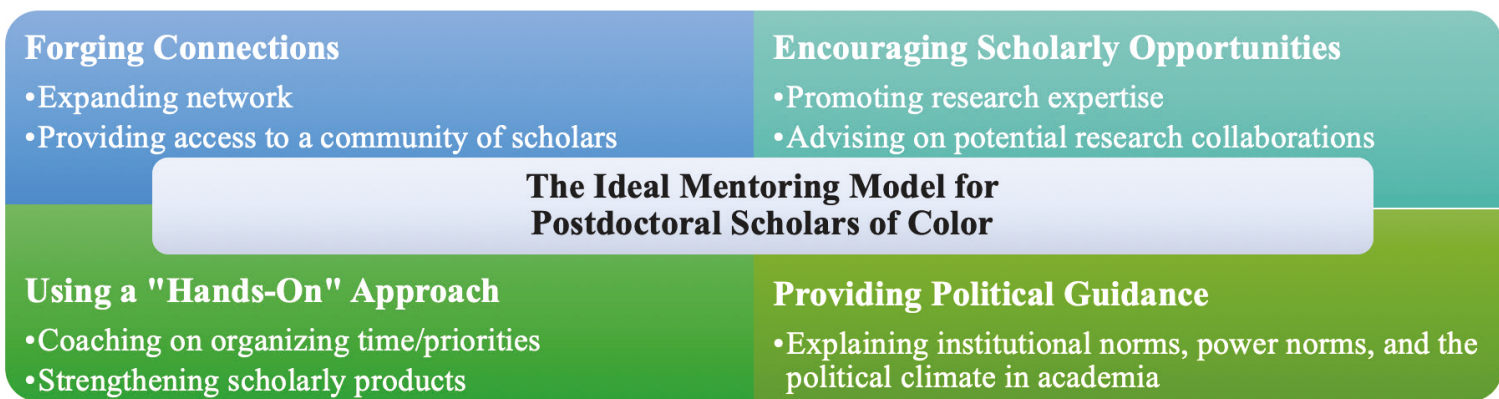 Forging Connections
•Expanding network
•Providing access to a community of scholars
Encouraging Scholarly Opportunities
•Promoting research expertise
•Advising on potential research collaborations
The Ideal Mentoring Model for
Postdoctoral Scholars of Color
Using a "Hands-On" Approach
•Coaching on organizing time/priorities
•Strengthening scholarly products
Providing Political Guidance
•Explaining institutional norms, power norms, and the
political climate in academia